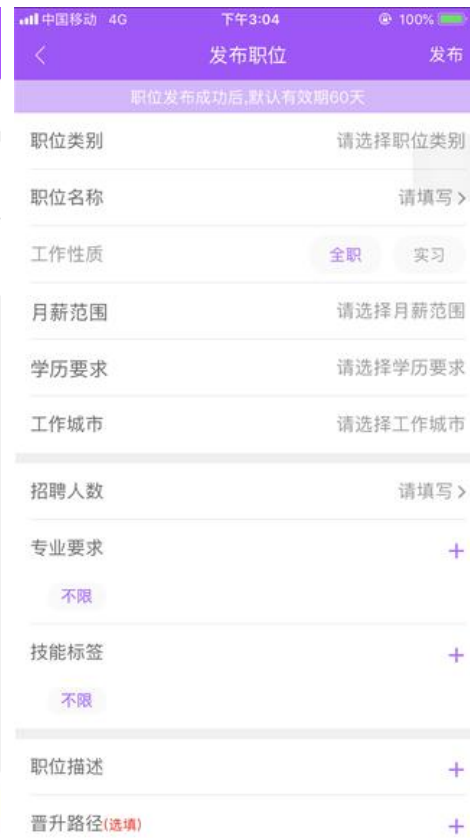 中国移动 4G 下午3:04 100%
发布职位 发布
职位发布成功后,默认有效期60天
职位类别 请选择职位类别
职位名称 请填写
工作性质 全职 实习
月薪范围 请选择月薪范围
学历要求 请选择学历要求
工作城市 请选择工作城市
招聘人数 请填写
专业要求 +
不限
技能标签 +
不限
职位描述 +
晋升路径(选填) +